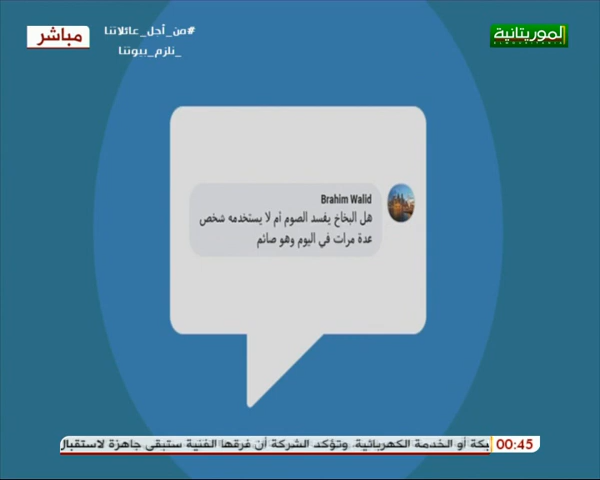 مباشر
#من_أجل_عائلاتنا
_نلزم_بيوتنا
الموريتانية
Brahim Walid
هل البخاخ يفسد الصوم أم لا يستخدمه شخص
عدة مرات في اليوم وهو صائم
00:45
بكة أو الخدمة الكهربائية. وتؤكد الشركة أن فرقها الفنية ستبقى جاهزة لاستقبال